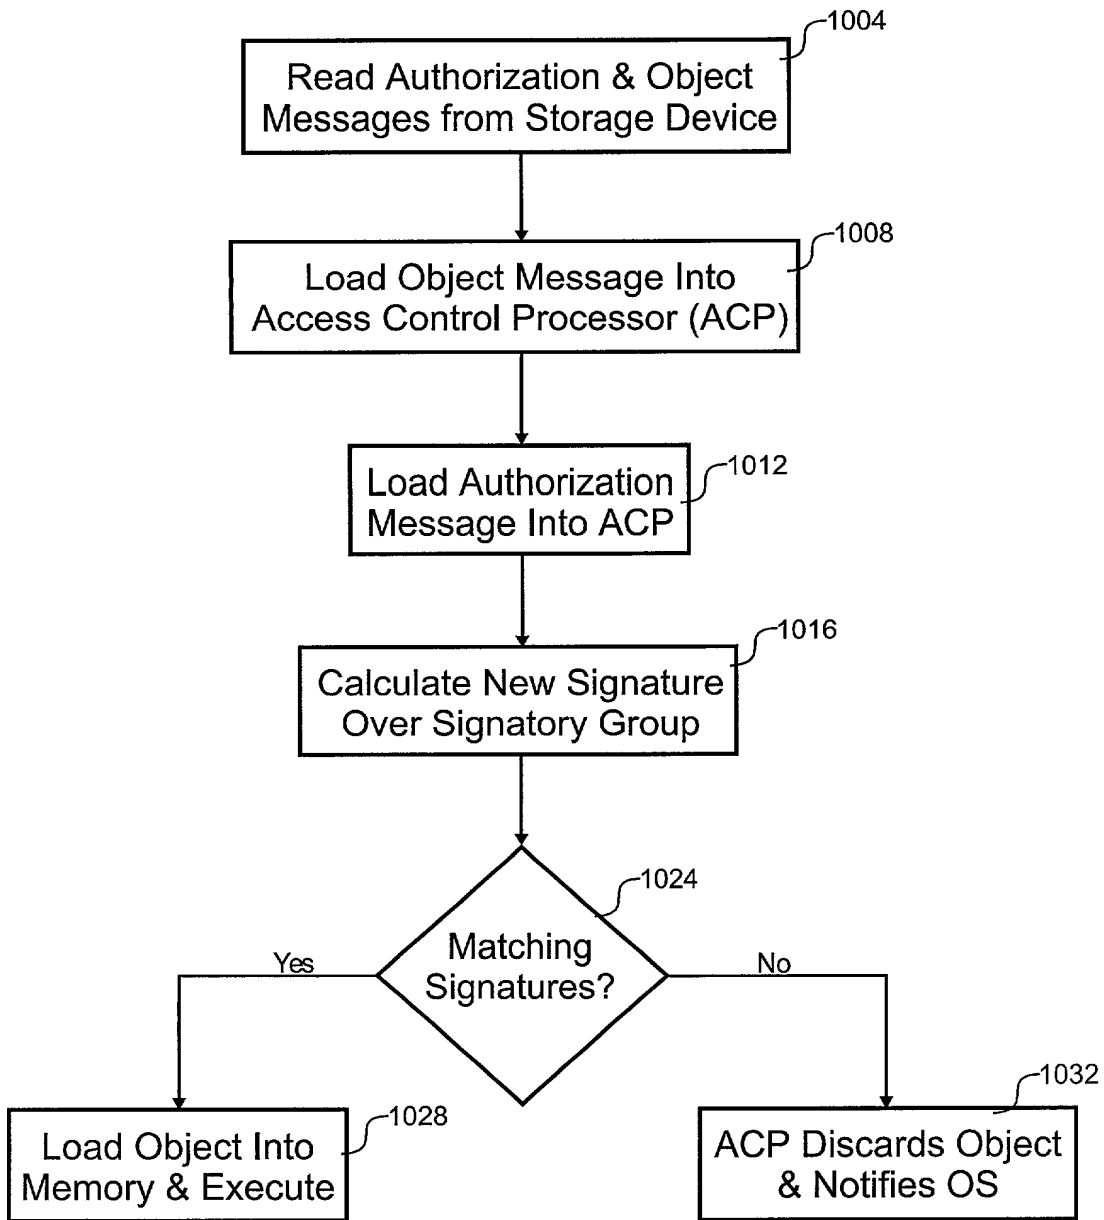 1004
Read Authorization & Object
Messages from Storage Device
1008
Load Object Message Into
Access Control Processor (ACP)
1012
Load Authorization
Message Into ACP
1016
Calculate New Signature
Over Signatory Group
1024
Matching
Signatures?
Yes
No
1028
Load Object Into
Memory & Execute
1032
ACP Discards Object
& Notifies OS